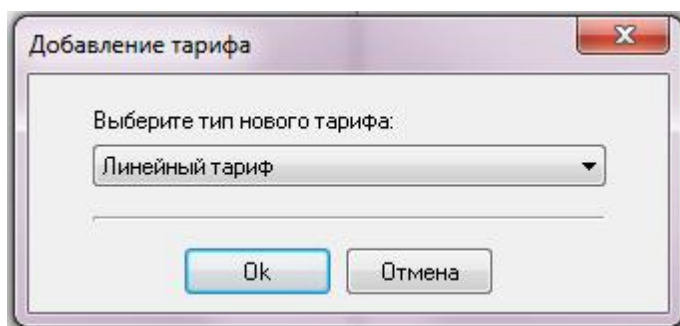 Добавление тарифа
Выберите тип нового тарифа:
Линейный тариф
Ok Отмена